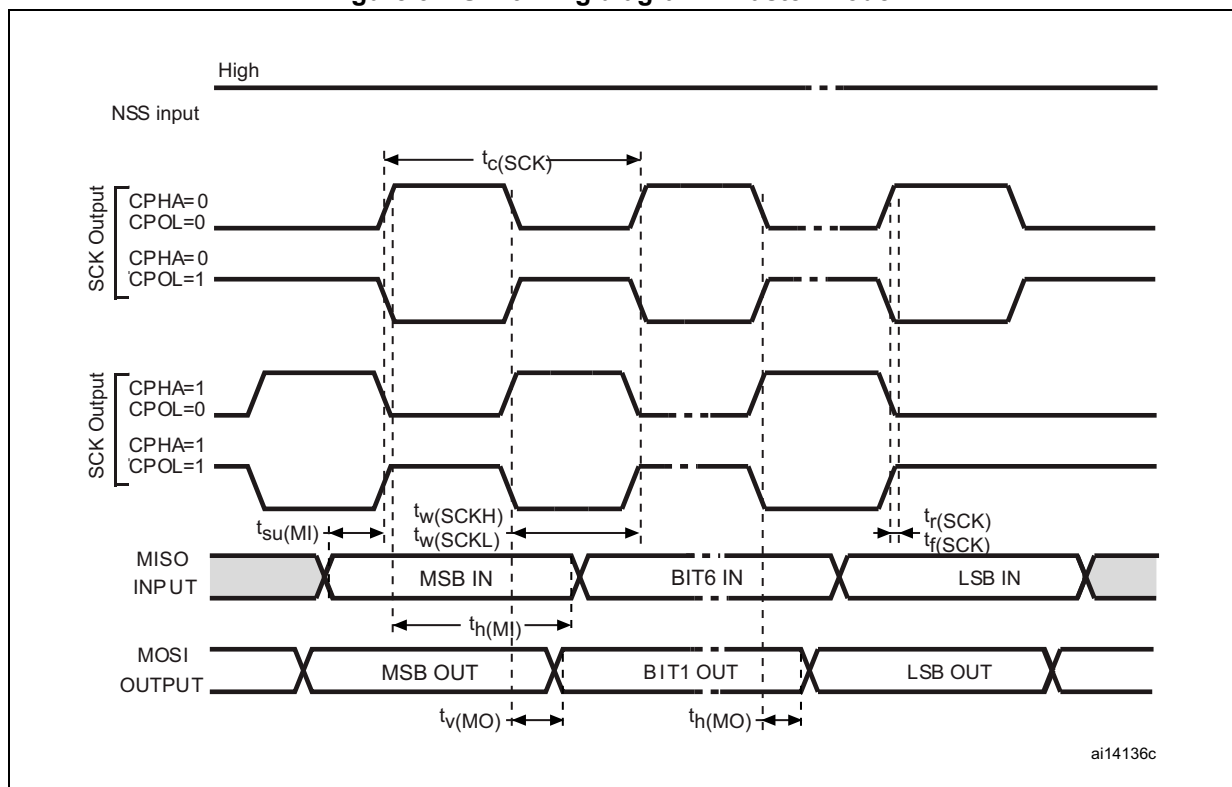 High
NSS input
tc(SCK)
SCK Output
CPHA=0
CPOL=0
CPHA=0
CPOL=1
SCK Output
CPHA=1
CPOL=0
CPHA=1
CPOL=1
tsu(MI)
tw(SCKH)
tw(SCKL)
tr(SCK)
tf(SCK)
MISO
INPUT
MSB IN
BIT6 IN
LSB IN
th(MI)
MOSI
OUTPUT
MSB OUT
BIT1 OUT
LSB OUT
tv(MO)
th(MO)
ai14136c